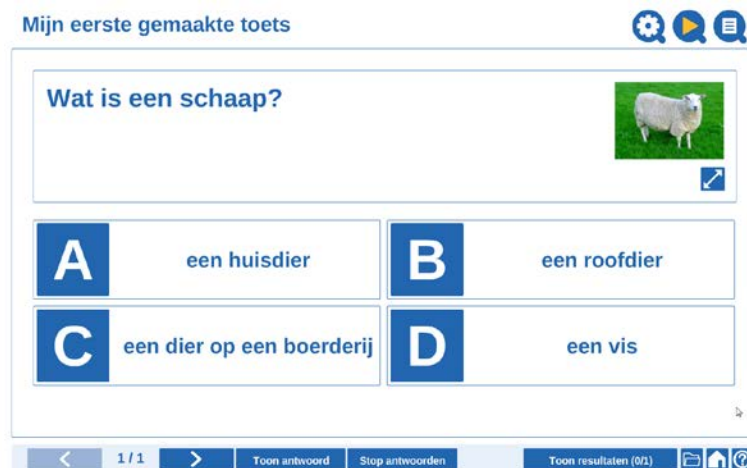 Mijn eerste gemaakte toets
Wat is een schaap?
A een huisdier
B een roofdier
C een dier op een boerderij
D een vis
1 / 1 Toon antwoord Stop antwoorden Toon resultaten (0/1)